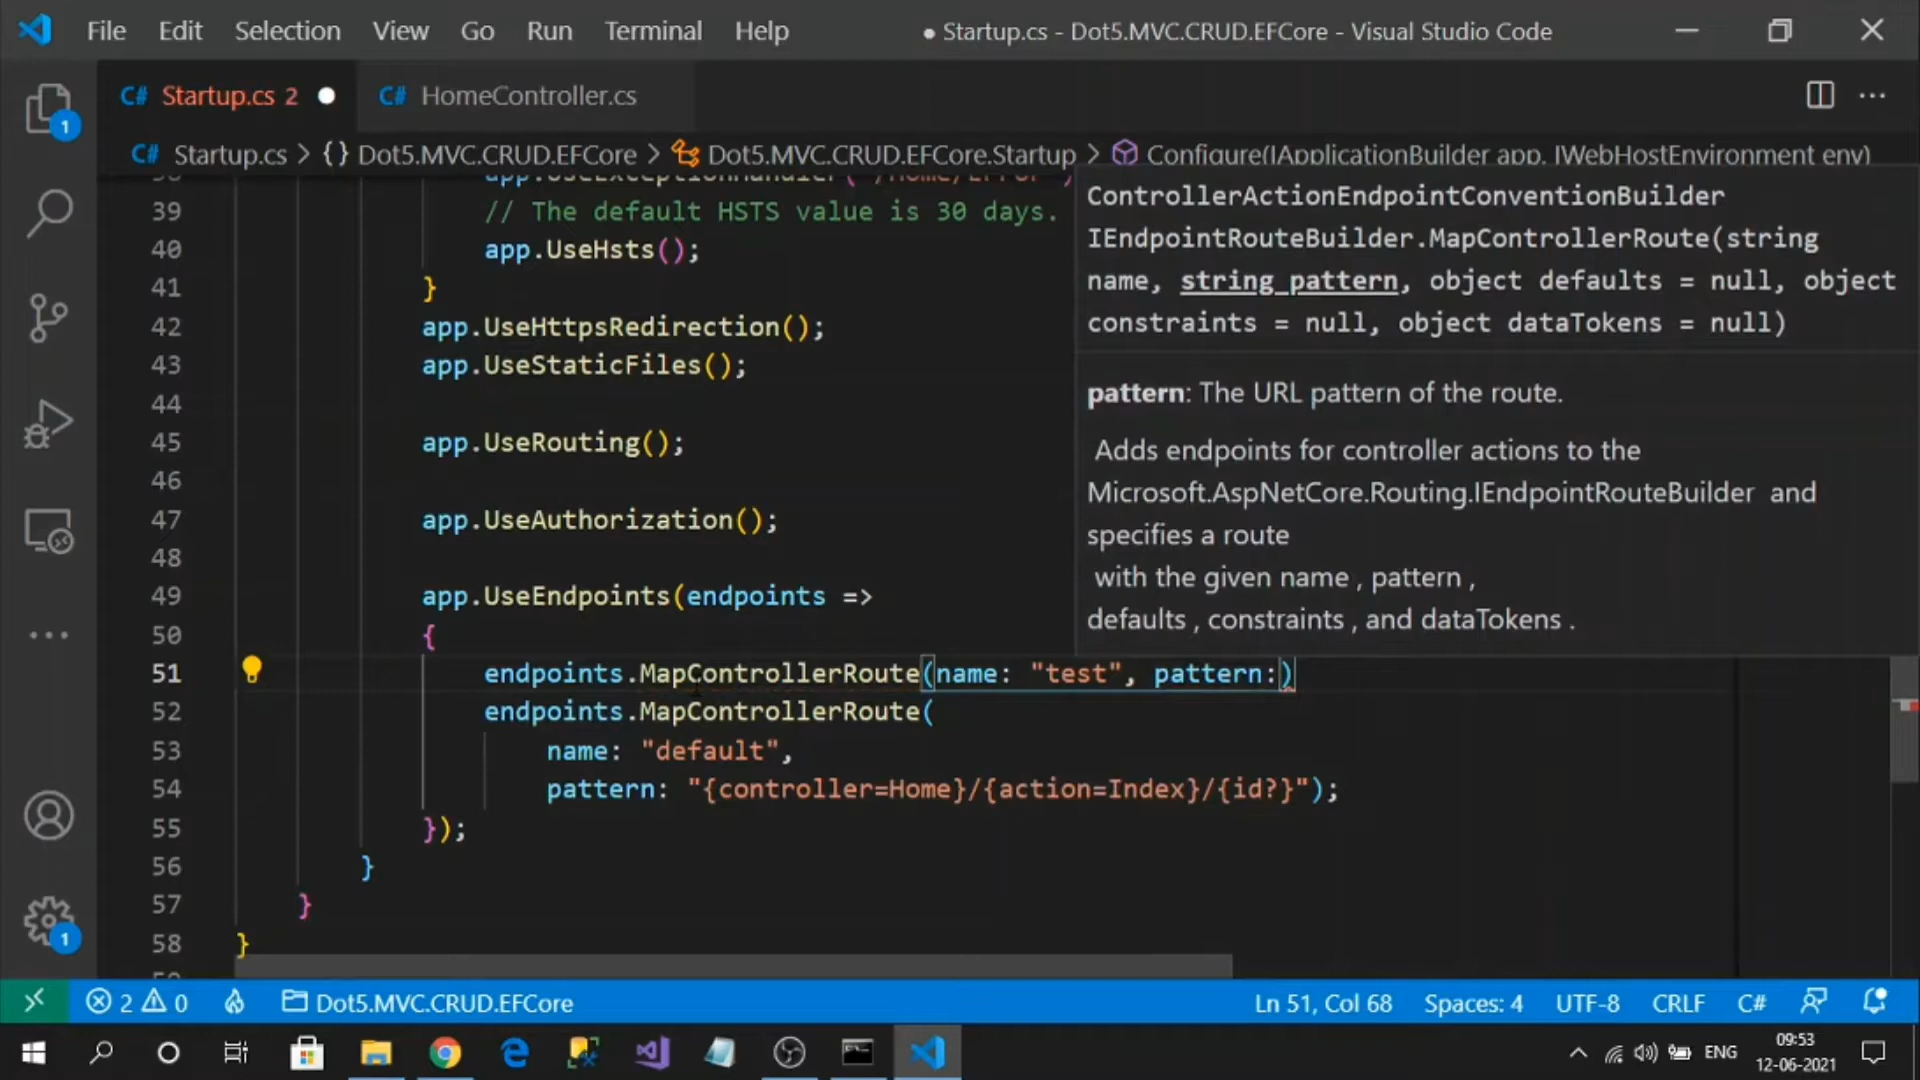 File Edit Selection View Go Run Terminal Help ● Startup.cs - Dot5.MVC.CRUD.EFCore - Visual Studio Code
C# Startup.cs 2 ● C# HomeController.cs
1
C# Startup.cs > {} Dot5.MVC.CRUD.EFCore > Dot5.MVC.CRUD.EFCore.Startup > Configure(IApplicationBuilder app, IWebHostEnvironment env)
app.UseExceptionHandler("/Home/Error")
39 // The default HSTS value is 30 days.
40 app.UseHsts();
41 }
42 app.UseHttpsRedirection();
43 app.UseStaticFiles();
44
45 app.UseRouting();
46
47 app.UseAuthorization();
48
49 app.UseEndpoints(endpoints =>
50 {
51 endpoints.MapControllerRoute(name: "test", pattern:)
52 endpoints.MapControllerRoute(
53 name: "default",
54 pattern: "{controller=Home}/{action=Index}/{id?}");
55 });
56 }
57 }
58 }
ControllerActionEndpointConventionBuilder
IEndpointRouteBuilder.MapControllerRoute(string
name, string pattern, object defaults = null, object
constraints = null, object dataTokens = null)
pattern: The URL pattern of the route.
Adds endpoints for controller actions to the
Microsoft.AspNetCore.Routing.IEndpointRouteBuilder and
specifies a route
with the given name , pattern ,
defaults , constraints , and dataTokens .
1
2 0 Dot5.MVC.CRUD.EFCore Ln 51, Col 68 Spaces: 4 UTF-8 CRLF C#
ENG 09:53
12-06-2021